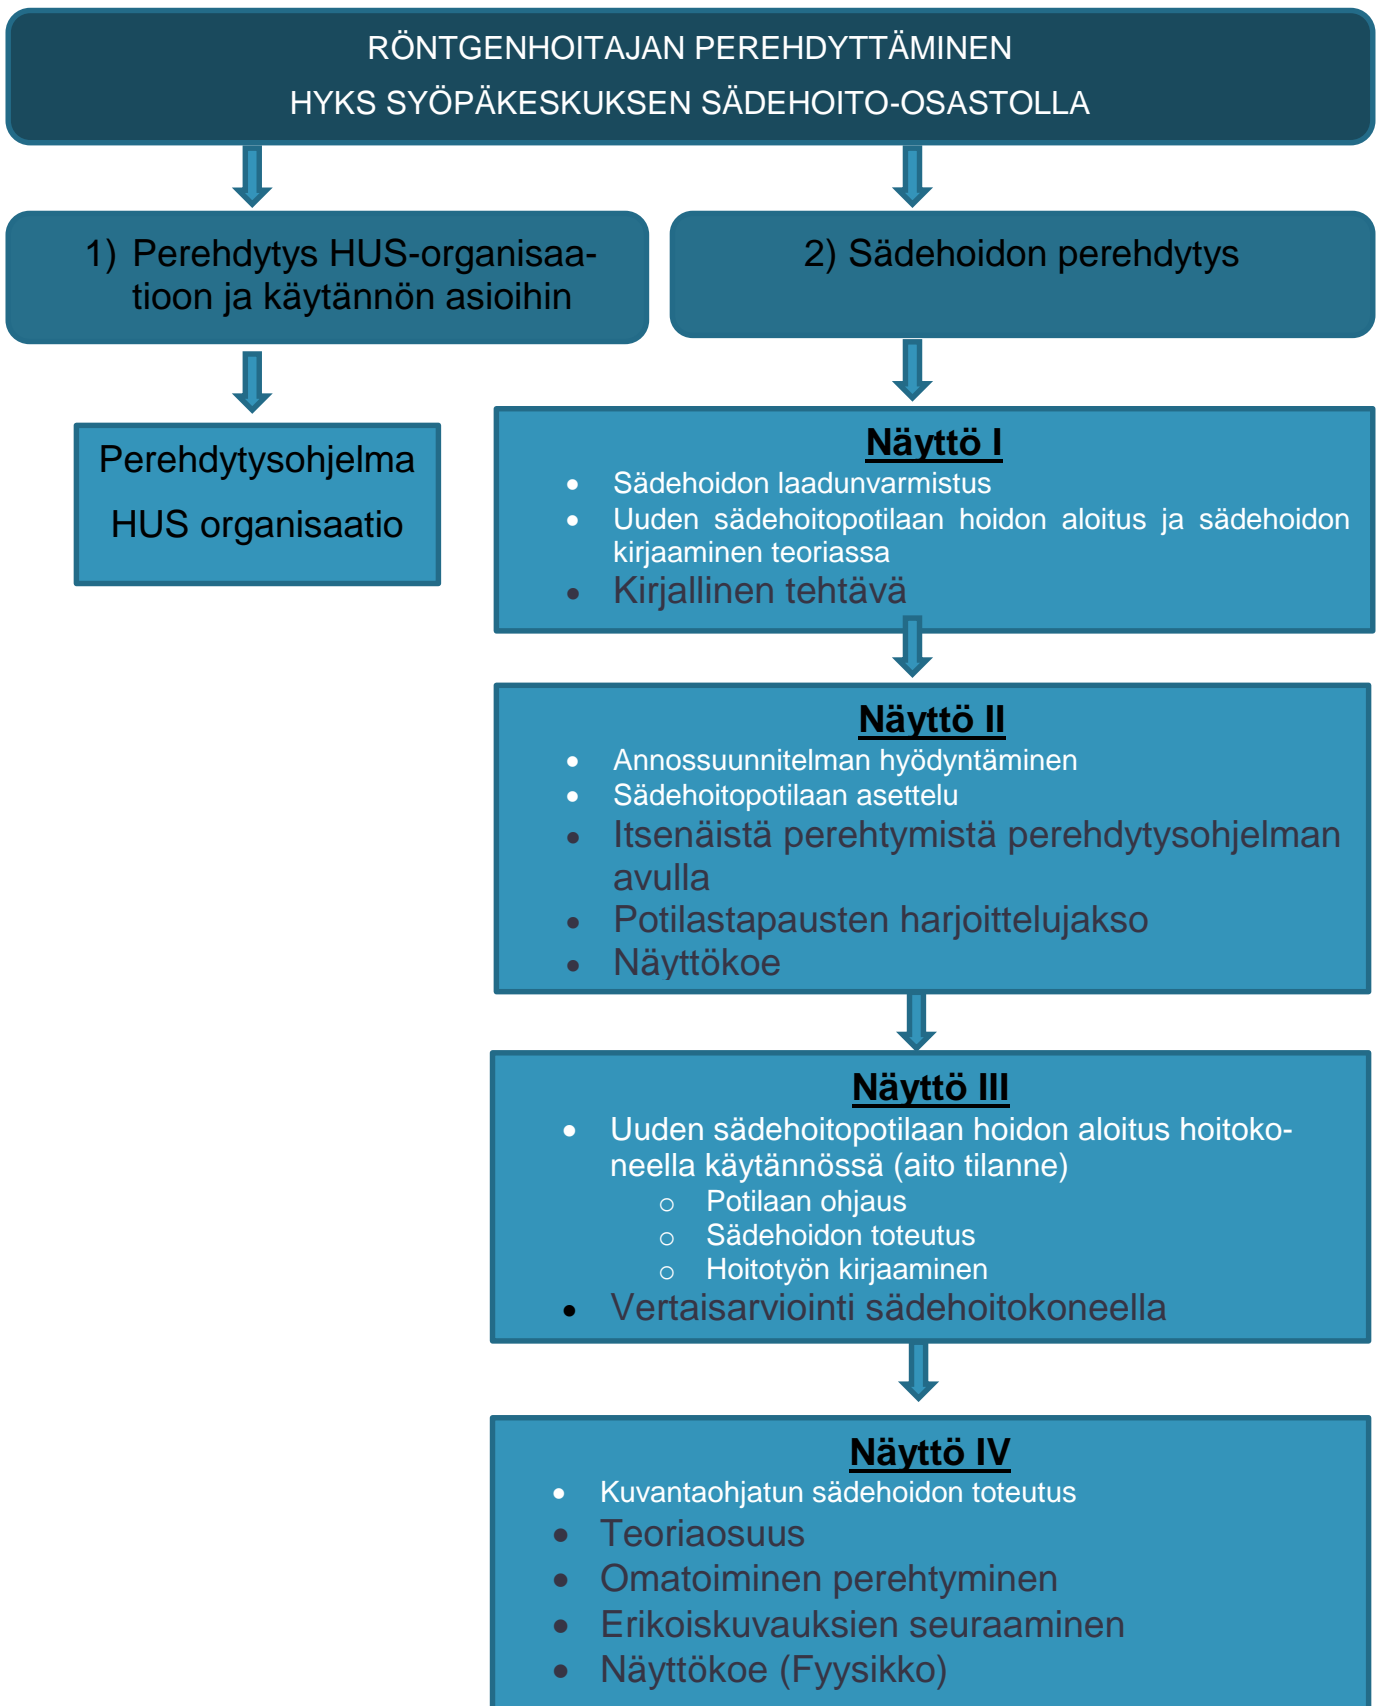 RÖNTGENHOITAJAN PEREHDYTTÄMINEN
HYKS SYÖPÄKESKUKSEN SÄDEHOITO-OSASTOLLA
1) Perehdytys HUS-organisaa-
tioon ja käytännön asioihin
2) Sädehoidon perehdytys
Perehdytysohjelma
HUS organisaatio
Näyttö I
• Sädehoidon laadunvarmistus
• Uuden sädehoitopotilaan hoidon aloitus ja sädehoidon
kirjaaminen teoriassa
• Kirjallinen tehtävä
Näyttö II
• Annossuunnitelman hyödyntäminen
• Sädehoitopotilaan asettelu
• Itsenäistä perehtymistä perehdytysohjelman
avulla
• Potilastapausten harjoittelujakso
• Näyttökoe
Näyttö III
• Uuden sädehoitopotilaan hoidon aloitus hoitoko-
neella käytännössä (aito tilanne)
○ Potilaan ohjaus
○ Sädehoidon toteutus
○ Hoitotyön kirjaaminen
• Vertaisarviointi sädehoitokoneella
Näyttö IV
• Kuvantaohjatun sädehoidon toteutus
• Teoriaosuus
• Omatoiminen perehtyminen
• Erikoiskuvauksien seuraaminen
• Näyttökoe (Fyysikko)